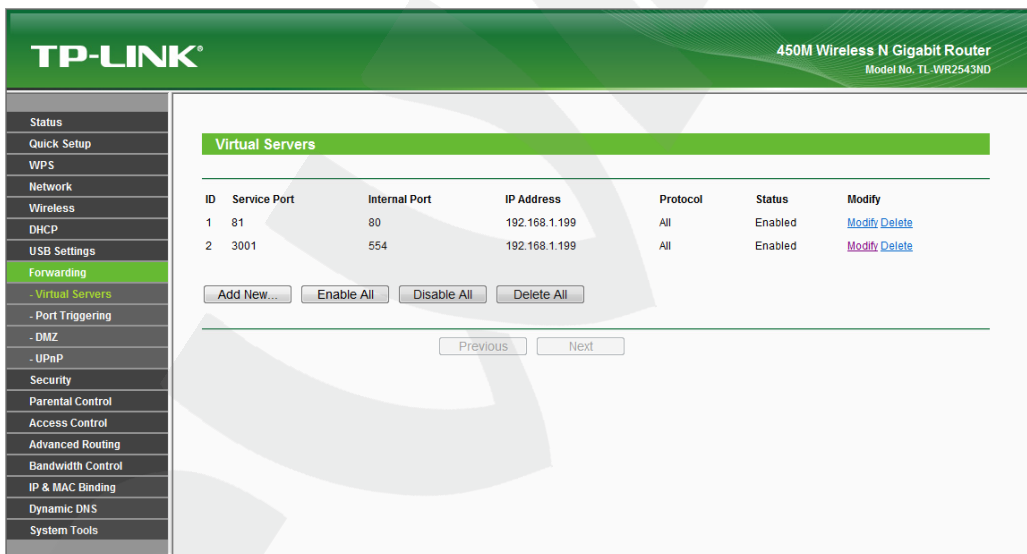 TP-LINK®
450M Wireless N Gigabit Router
Model No. TL-WR2543ND
Status
Quick Setup
WPS
Network
Wireless
DHCP
USB Settings
Forwarding
- Virtual Servers
- Port Triggering
- DMZ
- UPnP
Security
Parental Control
Access Control
Advanced Routing
Bandwidth Control
IP & MAC Binding
Dynamic DNS
System Tools
Virtual Servers
ID Service Port Internal Port IP Address Protocol Status Modify
1 81 80 192.168.1.199 All Enabled Modify Delete
2 3001 554 192.168.1.199 All Enabled Modify Delete
Add New... Enable All Disable All Delete All
Previous Next